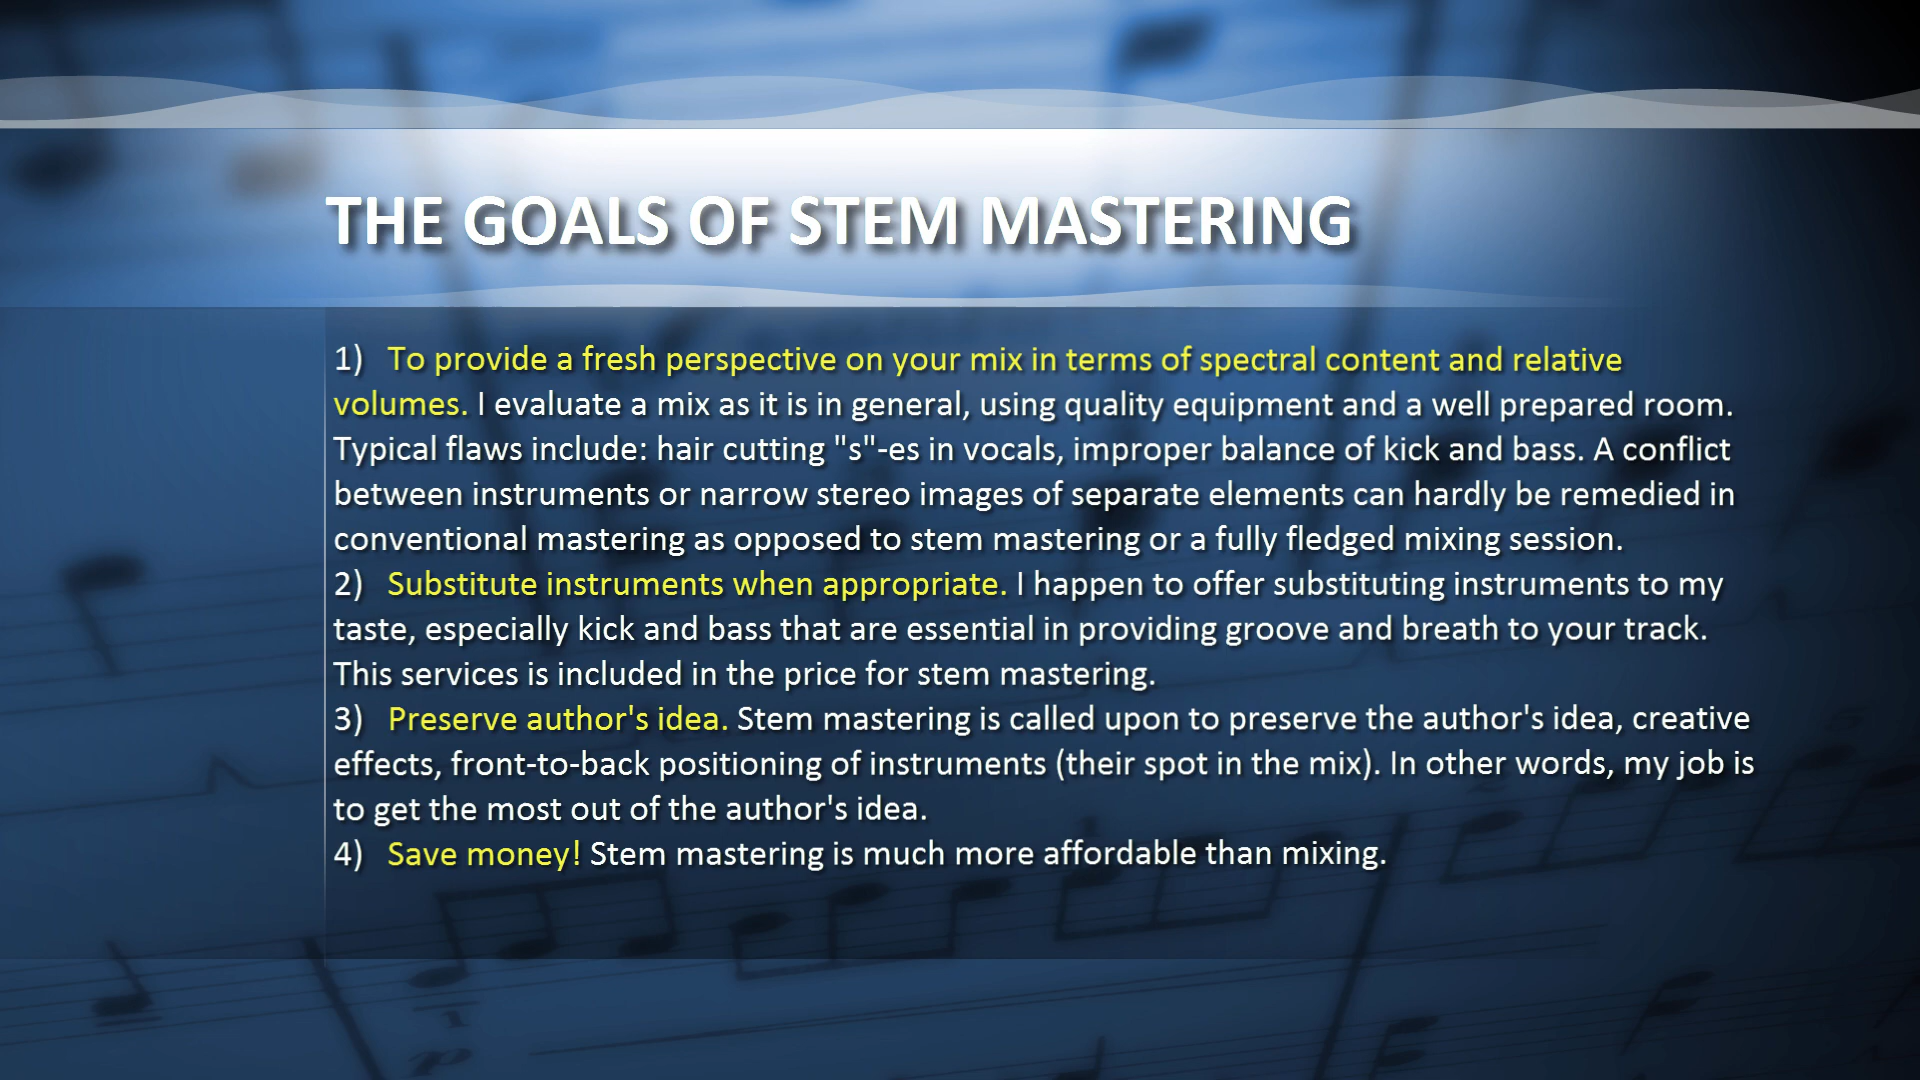 THE GOALS OF STEM MASTERING
1) To provide a fresh perspective on your mix in terms of spectral content and relative
volumes. I evaluate a mix as it is in general, using quality equipment and a well prepared room.
Typical flaws include: hair cutting "s"-es in vocals, improper balance of kick and bass. A conflict
between instruments or narrow stereo images of separate elements can hardly be remedied in
conventional mastering as opposed to stem mastering or a fully fledged mixing session.
2) Substitute instruments when appropriate. I happen to offer substituting instruments to my
taste, especially kick and bass that are essential in providing groove and breath to your track.
This services is included in the price for stem mastering.
3) Preserve author's idea. Stem mastering is called upon to preserve the author's idea, creative
effects, front-to-back positioning of instruments (their spot in the mix). In other words, my job is
to get the most out of the author's idea.
4) Save money! Stem mastering is much more affordable than mixing.